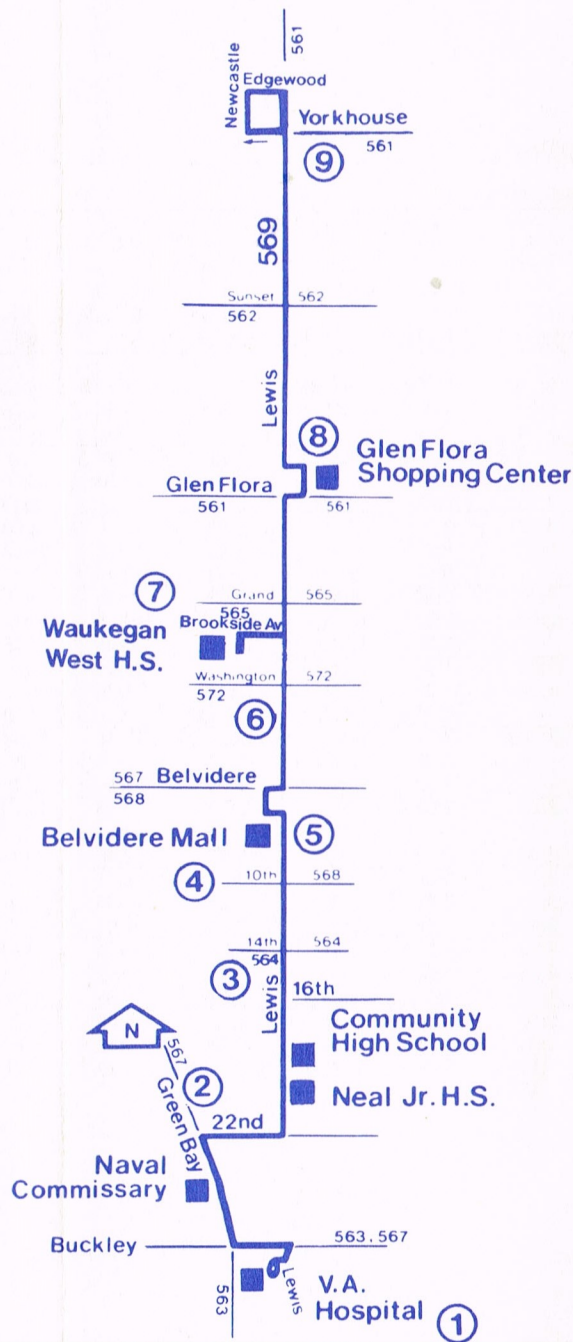 561
Edgewood
Newcastle
Yorkhouse
561
9
569
Sunset 562
562
Lewis
8
Glen Flora
Shopping Center
Glen Flora
561 561
7
Grand 565
565
Brookside Av
Waukegan
West H.S.
Washington 572
572
6
567 Belvidere
568
Belvidere Mall
5
4
10th 568
14th 564
564
3
Lewis
16th
Community
High School
N
567
2
Green Bay
Neal Jr. H.S.
22nd
Naval
Commissary
Buckley
563.567
563
Lewis
V.A.
Hospital
1